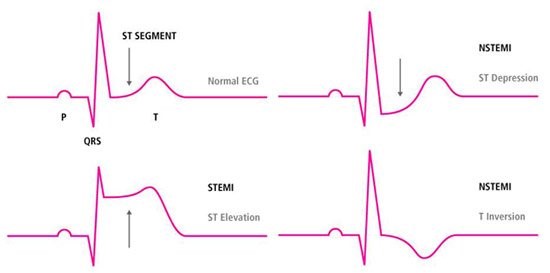 ST SEGMENT
Normal ECG
P
T
QRS
NSTEMI
ST Depression
STEMI
ST Elevation
NSTEMI
T Inversion